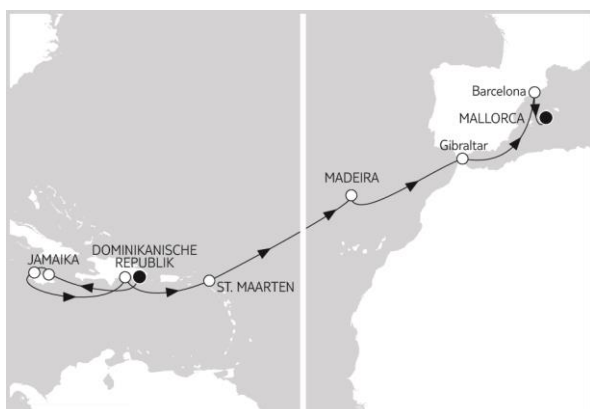 Barcelona
MALLORCA
Gibraltar
MADEIRA
DOMINIKANISCHE
REPUBLIK
JAMAIKA
ST. MAARTEN